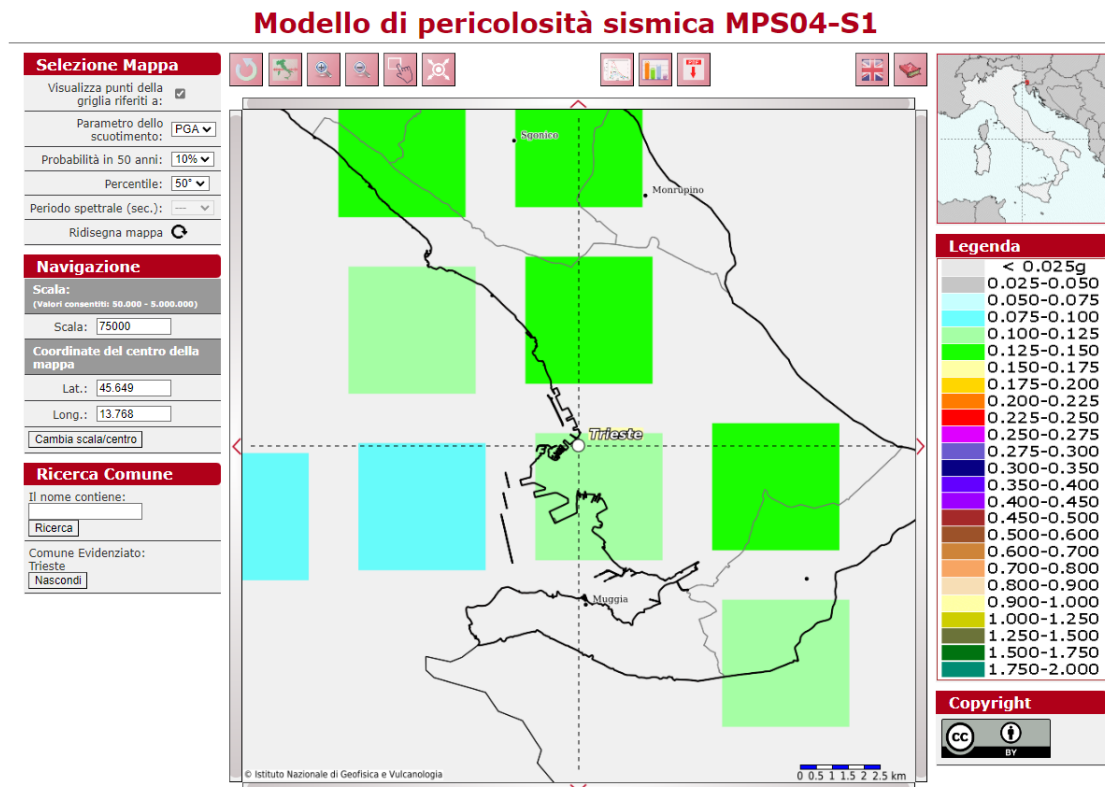 Modello di pericolosità sismica MPS04-S1
Selezione Mappa
Visualizza punti della
griglia riferiti a:
Parametro dello
scuotimento: PGA
Probabilità in 50 anni: 10%
Percentile: 50°
Periodo spettrale (sec.): ---
Ridisegna mappa
Navigazione
Scala:
(Valori consentiti: 50.000 - 5.000.000)
Scala: 75000
Coordinate del centro della
mappa
Lat.: 45.649
Long.: 13.768
Cambia scala/centro
Ricerca Comune
Il nome contiene:
Ricerca
Comune Evidenziato:
Trieste
Nascondi
PDF
Sgonico
Monrupino
Trieste
Muggia
© Istituto Nazionale di Geofisica e Vulcanologia
0 0.5 1 1.5 2 2.5 km
Legenda
< 0.025g
0.025-0.050
0.050-0.075
0.075-0.100
0.100-0.125
0.125-0.150
0.150-0.175
0.175-0.200
0.200-0.225
0.225-0.250
0.250-0.275
0.275-0.300
0.300-0.350
0.350-0.400
0.400-0.450
0.450-0.500
0.500-0.600
0.600-0.700
0.700-0.800
0.800-0.900
0.900-1.000
1.000-1.250
1.250-1.500
1.500-1.750
1.750-2.000
Copyright
cc
BY